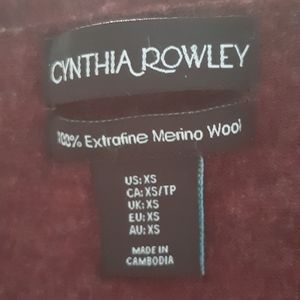 CYNTHIA ROWLEY
100% Extrafine Merino Wool
US: XS
CA: XS/TP
UK: XS
EU: XS
AU: XS
MADE IN
CAMBODIA